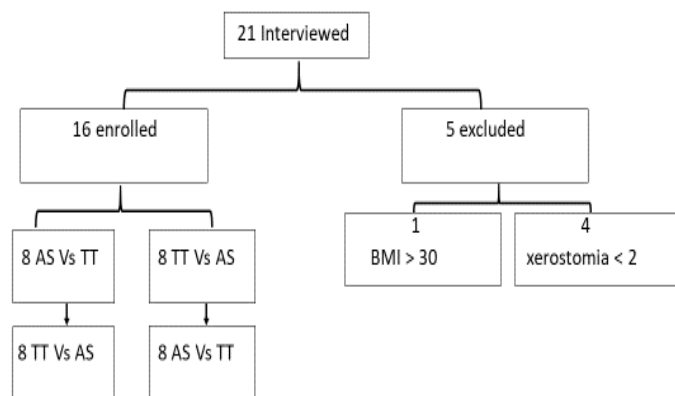 21 Interviewed
16 enrolled
5 excluded
8 AS Vs TT
8 TT Vs AS
1
BMI > 30
4
xerostomia < 2
8 TT Vs AS
8 AS Vs TT